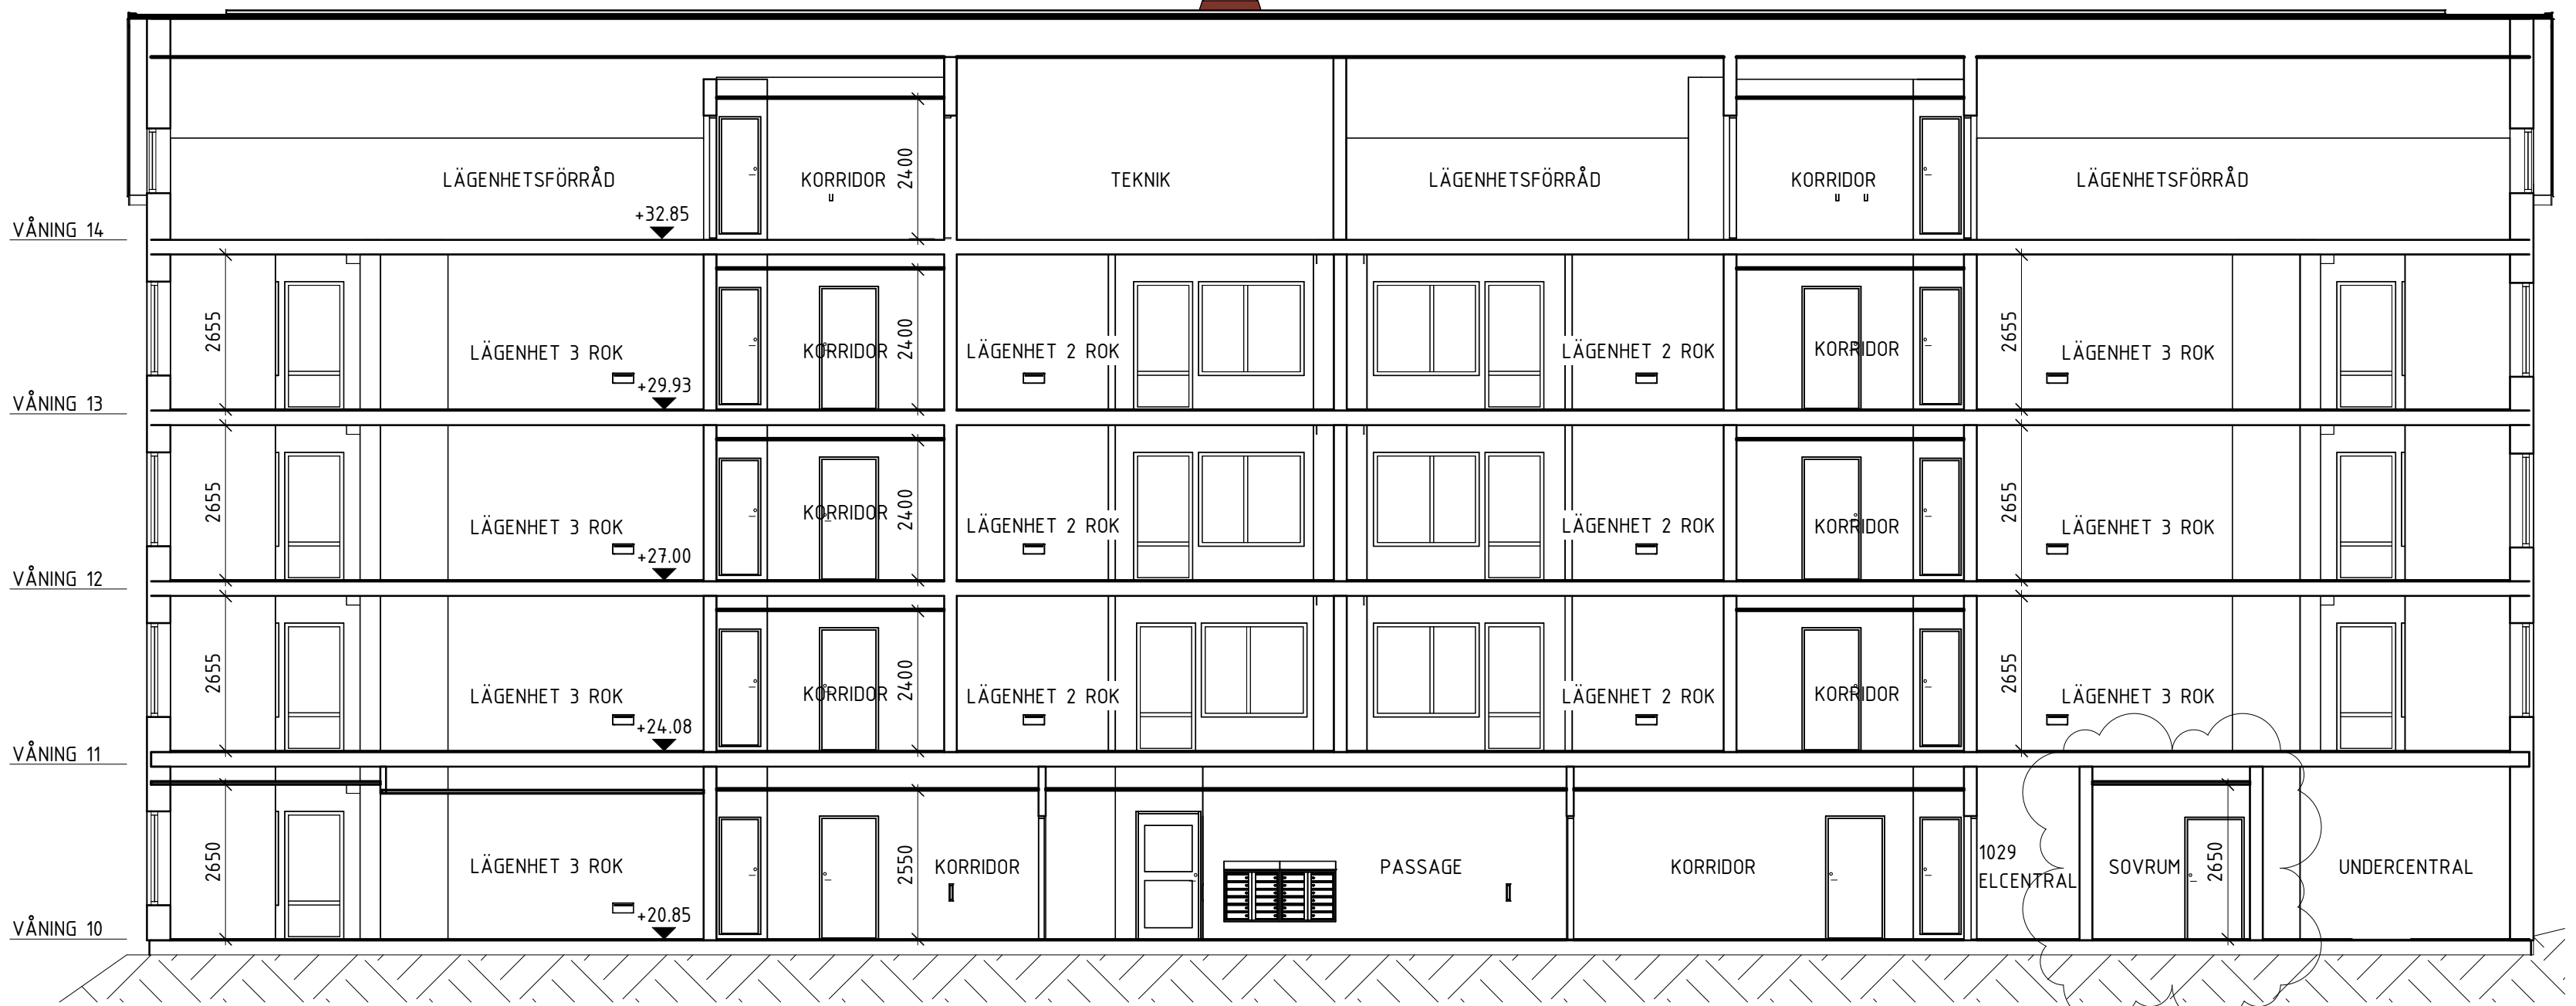 LÄGENHETSFÖRRÅD
KORRIDOR
2400
TEKNIK
LÄGENHETSFÖRRÅD
KORRIDOR
LÄGENHETSFÖRRÅD
+32.85
VÅNING 14
2655
LÄGENHET 3 ROK
KORRIDOR
2400
LÄGENHET 2 ROK
LÄGENHET 2 ROK
KORRIDOR
2655
LÄGENHET 3 ROK
+29.93
VÅNING 13
2655
LÄGENHET 3 ROK
KORRIDOR
2400
LÄGENHET 2 ROK
LÄGENHET 2 ROK
KORRIDOR
2655
LÄGENHET 3 ROK
+27.00
VÅNING 12
2655
LÄGENHET 3 ROK
KORRIDOR
2400
LÄGENHET 2 ROK
LÄGENHET 2 ROK
KORRIDOR
2655
LÄGENHET 3 ROK
+24.08
VÅNING 11
2650
LÄGENHET 3 ROK
2550
KORRIDOR
PASSAGE
KORRIDOR
1029
ELCENTRAL
SOVRUM
2650
UNDERCENTRAL
+20.85
VÅNING 10